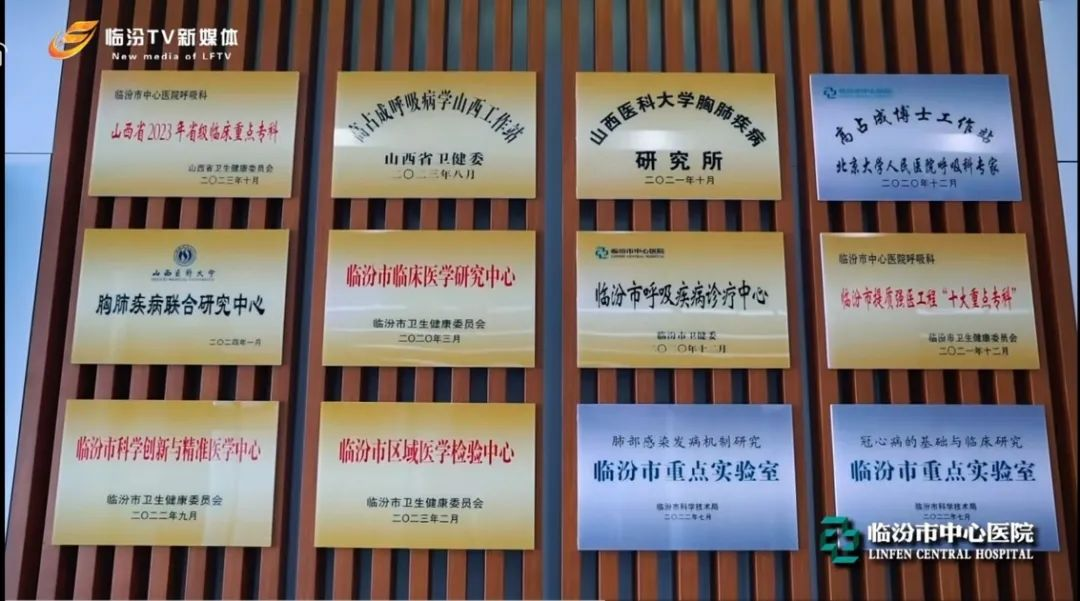 临汾TV新媒体
New media of LFTV
临汾市中心医院呼吸科
山西省2023年省级临床重点专科
山西省卫生健康委员会
二〇二三年十月
高占成呼吸病学山西工作站
山西省卫健委
二〇二三年八月
山西医科大学胸肺疾病
研究所
二〇二一年十月
临汾市中心医院
高占成博士工作站
北京大学人民医院呼吸科专家
二〇二〇年十二月
山西医科大学
胸肺疾病联合研究中心
二〇二四年一月
临汾市临床医学研究中心
临汾市卫生健康委员会
二〇二〇年三月
临汾市中心医院
临汾市呼吸疾病诊疗中心
临汾市卫健委
二〇二〇年十二月
临汾市中心医院呼吸科
临汾市提质强医工程“十大重点专科”
临汾市卫生健康委员会
二〇二一年十二月
临汾市科学创新与精准医学中心
临汾市卫生健康委员会
二〇二二年九月
临汾市区域医学检验中心
临汾市卫生健康委员会
二〇二三年二月
肺部感染发病机制研究
临汾市重点实验室
临汾市科学技术局
二〇二二年七月
冠心病的基础与临床研究
临汾市重点实验室
临汾市科学技术局
二〇二二年七月
临汾市中心医院
LINFEN CENTRAL HOSPITAL